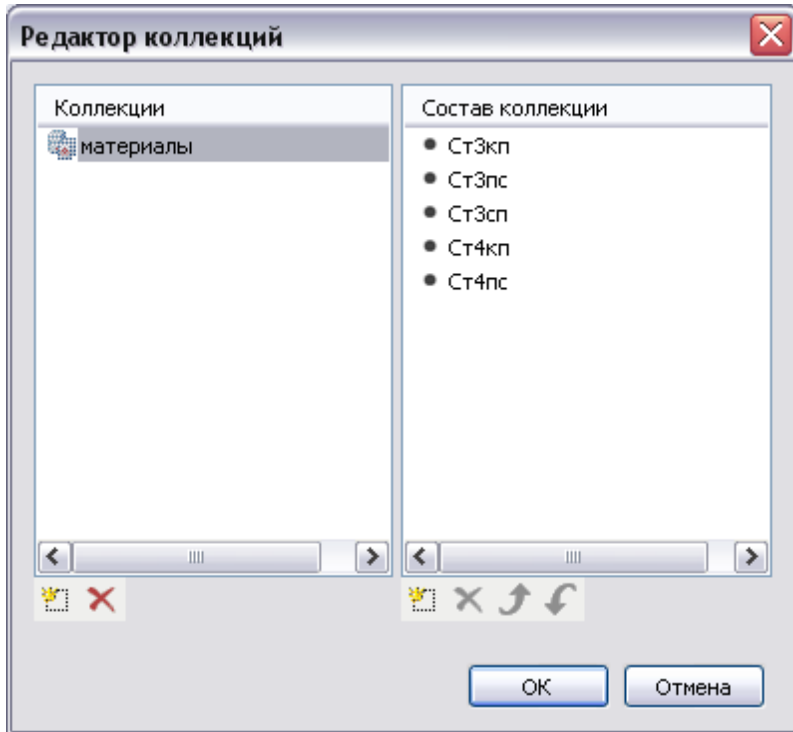 Редактор коллекций
Коллекции
материалы
Состав коллекции
Ст3кп
Ст3пс
Ст3сп
Ст4кп
Ст4пс
ОК
Отмена